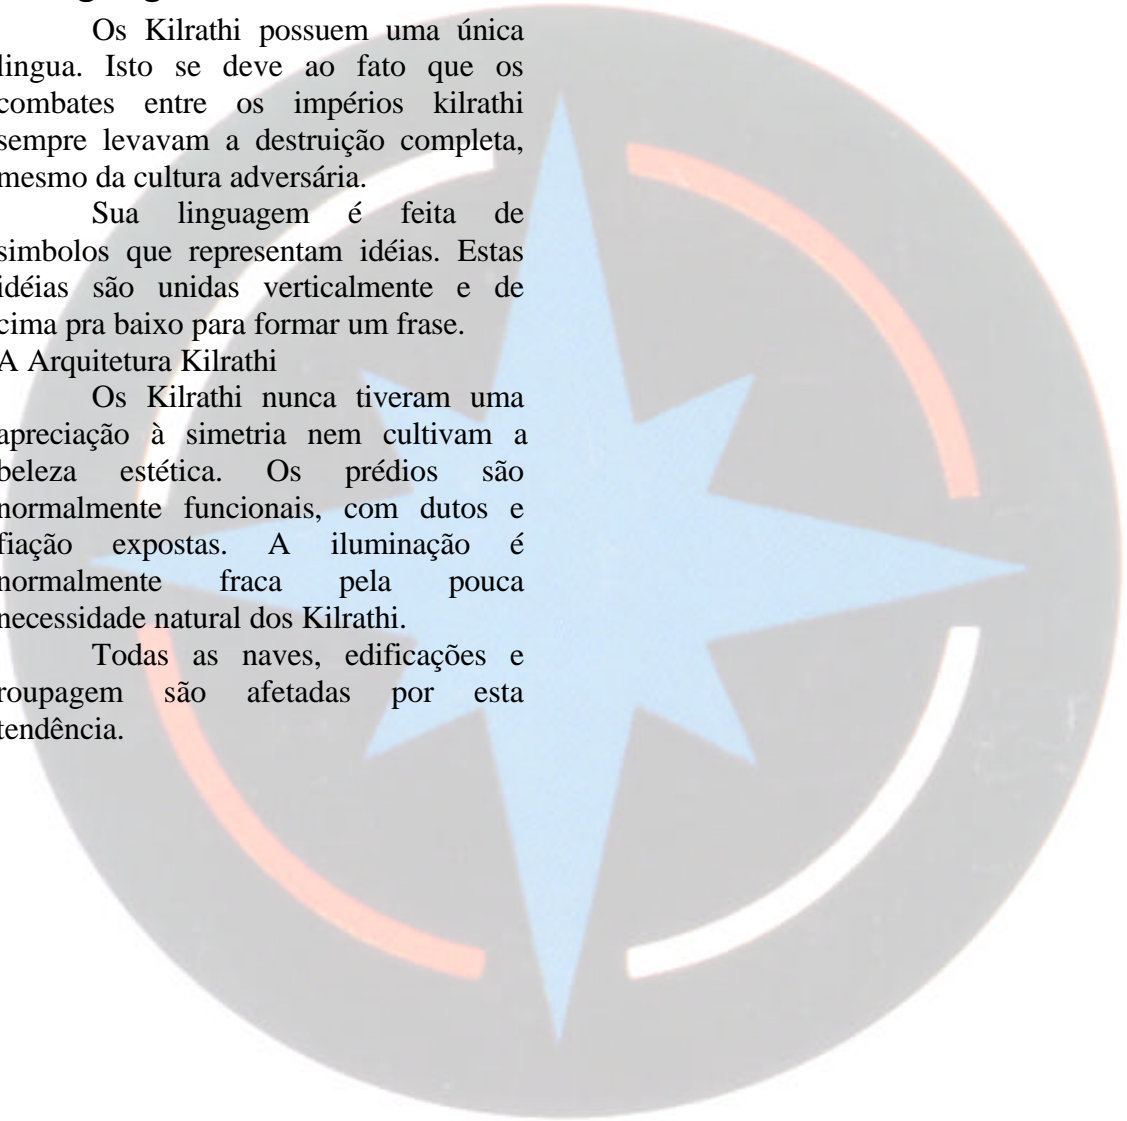 Os Kilrathi possuem uma única
lingua. Isto se deve ao fato que os
combates entre os impérios kilrathi
sempre levavam a destruição completa,
mesmo da cultura adversária.
Sua linguagem é feita de
simbolos que representam idéias. Estas
idéias são unidas verticalmente e de
cima pra baixo para formar um frase.
A Arquitetura Kilrathi
Os Kilrathi nunca tiveram uma
apreciação à simetria nem cultivam a
beleza estética. Os prédios são
normalmente funcionais, com dutos e
fiação expostas. A iluminação é
normalmente fraca pela pouca
necessidade natural dos Kilrathi.
Todas as naves, edificações e
roupagem são afetadas por esta
tendência.